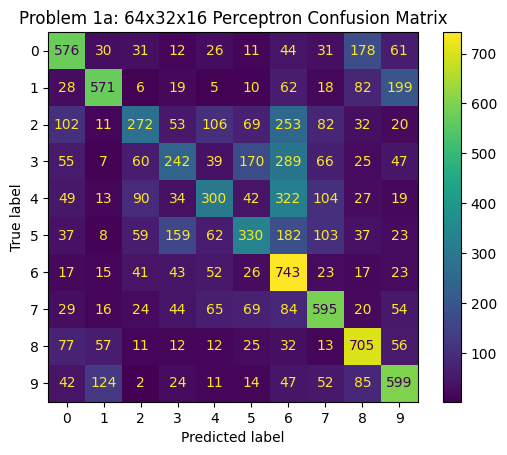 Problem 1a: 64x32x16 Perceptron Confusion Matrix
0 576 30 31 12 26 11 44 31 178 61
1 28 571 6 19 5 10 62 18 82 199
2 102 11 272 53 106 69 253 82 32 20
3 55 7 60 242 39 170 289 66 25 47
4 49 13 90 34 300 42 322 104 27 19
5 37 8 59 159 62 330 182 103 37 23
6 17 15 41 43 52 26 743 23 17 23
7 29 16 24 44 65 69 84 595 20 54
8 77 57 11 12 12 25 32 13 705 56
9 42 124 2 24 11 14 47 52 85 599
0 1 2 3 4 5 6 7 8 9
Predicted label
True label
700
600
500
400
300
200
100